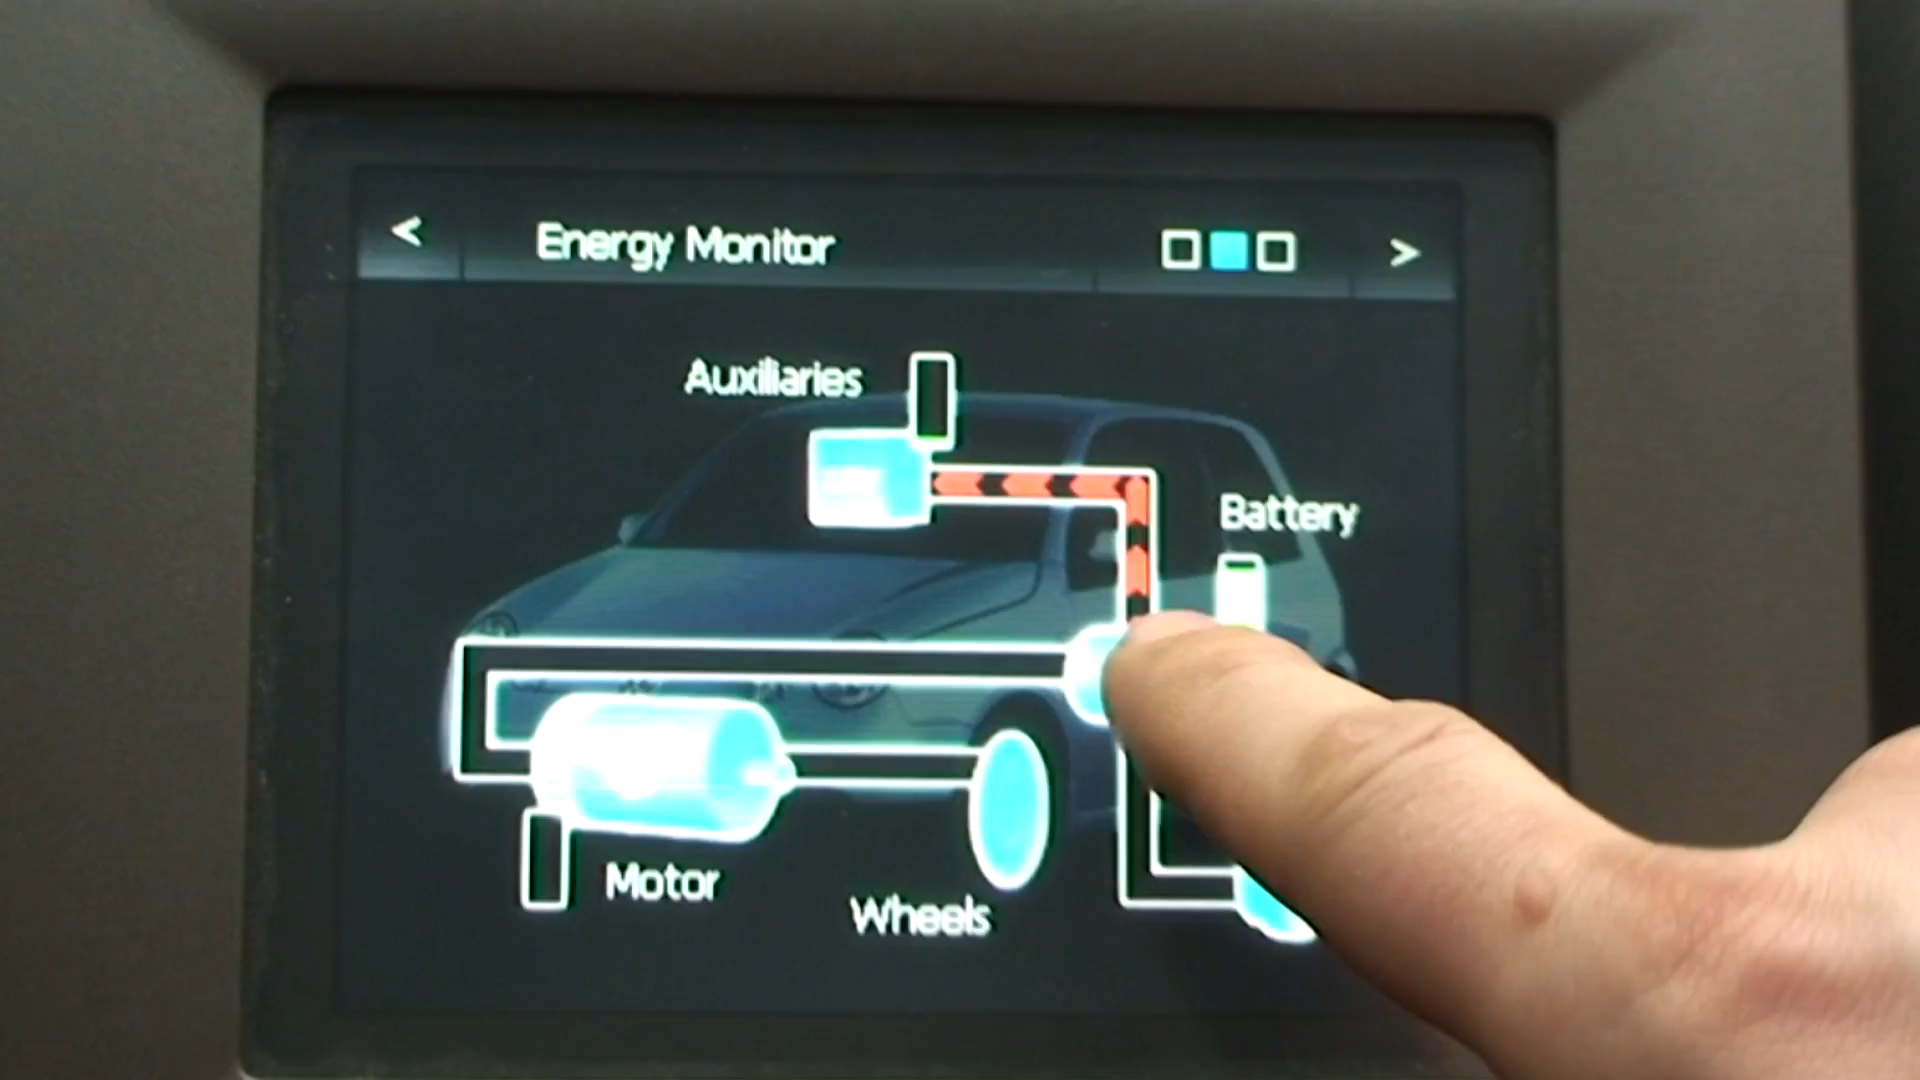 < Energy Monitor >
Auxiliaries
Battery
Motor
Wheels